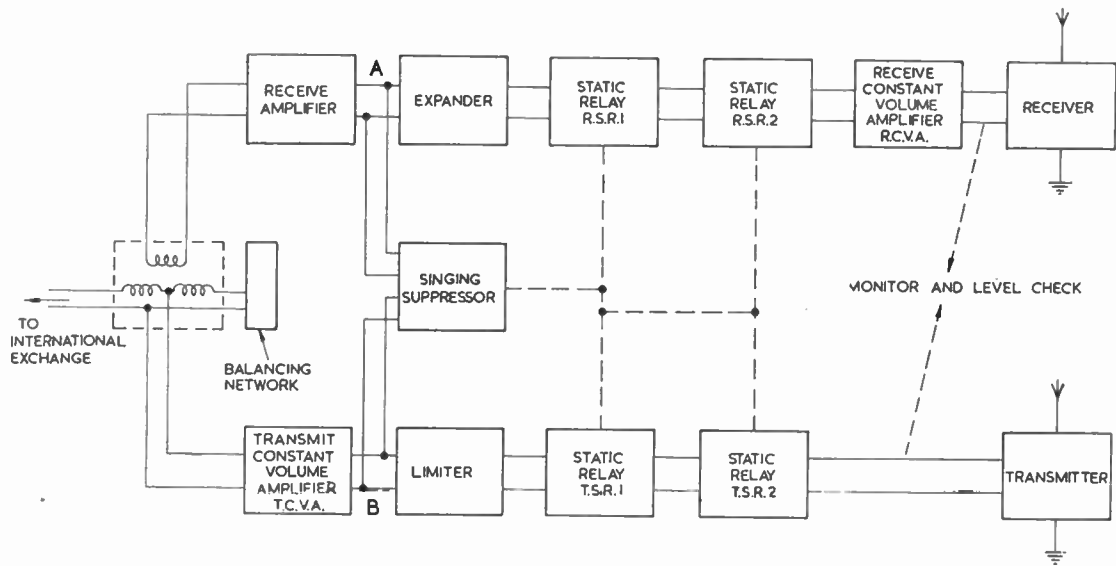 A
RECEIVE
AMPLIFIER
EXPANDER
STATIC
RELAY
R.S.R.1
STATIC
RELAY
R.S.R.2
RECEIVE
CONSTANT
VOLUME
AMPLIFIER
R.C.V.A.
RECEIVER
SINGING
SUPPRESSOR
MONITOR AND LEVEL CHECK
TO
INTERNATIONAL
EXCHANGE
BALANCING
NETWORK
TRANSMIT
CONSTANT
VOLUME
AMPLIFIER
T.C.V.A.
B
LIMITER
STATIC
RELAY
T.S.R.1
STATIC
RELAY
T.S.R.2
TRANSMITTER